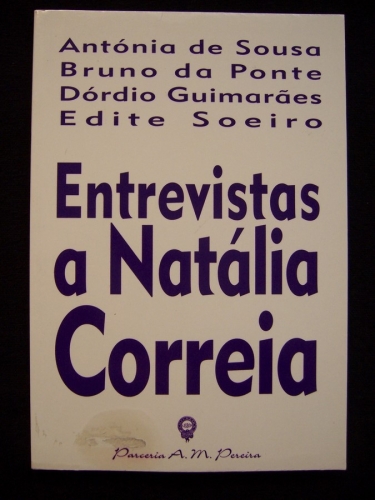 Antónia de Sousa
Bruno da Ponte
Dórdio Guimarães
Edite Soeiro
Entrevistas
a Natália
Correia
Parceria A. M. Pereira